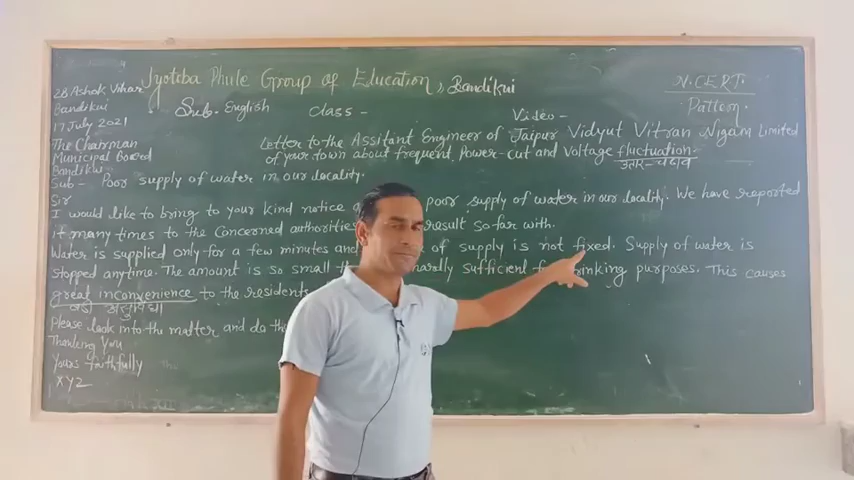 Jyotoba Phule Group of Education, Bandikui
N.CERT.
Pattern
Sub. English class -
Video -
28 Ashok Vihar
Bandikui
17 July 2021
The Chairman
Municipal Board
Bandikui
Letter to the Assitant Engineer of Jaipur Vidyut Vitran Nigam Limited
of your town about frequent Power-cut and Voltage fluctuation.
उतार-चढ़ाव
Sub - Poor supply of water in our locality.
Sir
I would like to bring to your kind notice poor supply of water in our locality. We have reported
it many times to the Concerned authorities result so far with.
Water is supplied only for a few minutes and of supply is not fixed. Supply of water is
stopped anytime. The amount is so small hardly sufficient drinking purposes. This causes
great inconvenience to the residents
बड़ी असुविधा
Please look into the matter and do the
Thanking You
Yours faithfully
XYZ